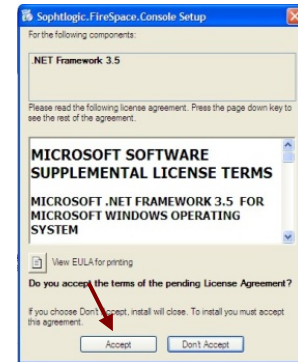 Sophtlogic.FireSpace.Console Setup
For the following components:
.NET Framework 3.5
Please read the following license agreement. Press the page down key to
see the rest of the agreement.
MICROSOFT SOFTWARE
SUPPLEMENTAL LICENSE TERMS
MICROSOFT .NET FRAMEWORK 3.5 FOR
MICROSOFT WINDOWS OPERATING
SYSTEM
View EULA for printing
Do you accept the terms of the pending License Agreement?
If you choose Don't Accept, install will close. To install you must accept
this agreement.
Accept
Don't Accept